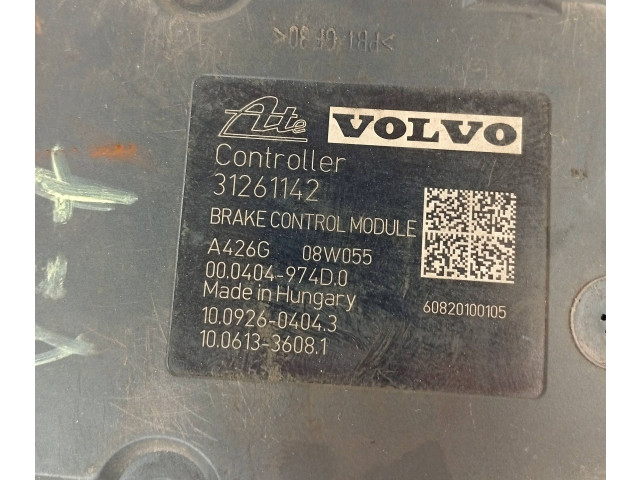 >PBT-GF30<
Ate VOLVO
Controller
31261142
BRAKE CONTROL MODULE
A426G 08W055
00.0404-974D.0
Made in Hungary
60820100105
10.0926-0404.3
10.0613-3608.1